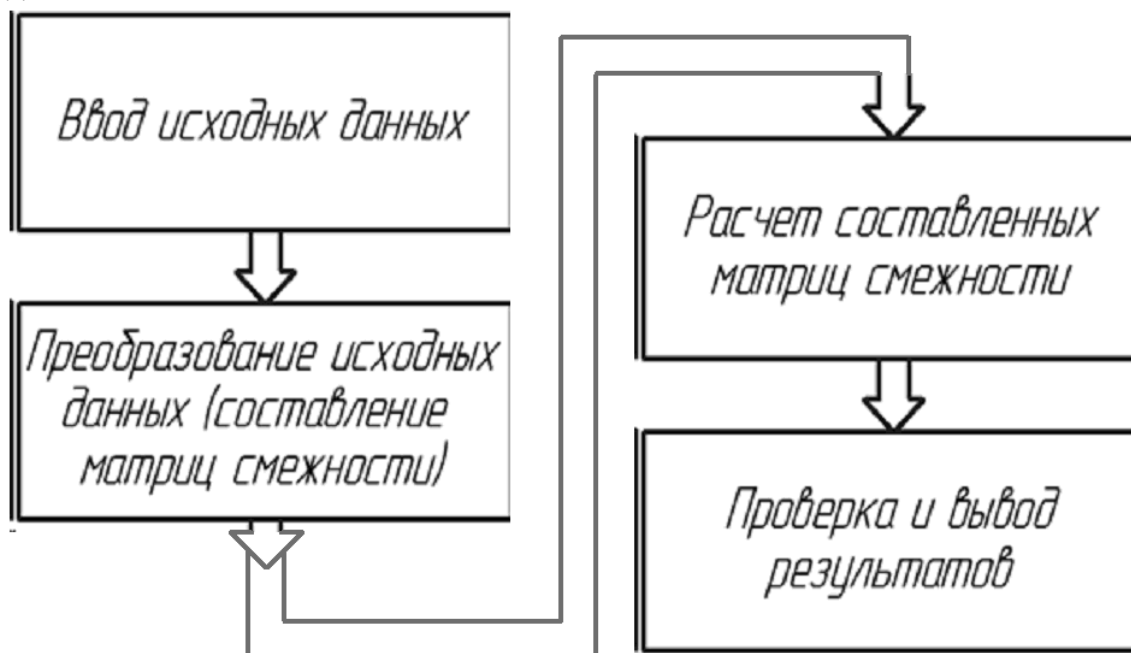 Ввод исходных данных
Преобразование исходных
данных (составление
матриц смежности)
Расчет составленных
матриц смежности
Проверка и вывод
результатов